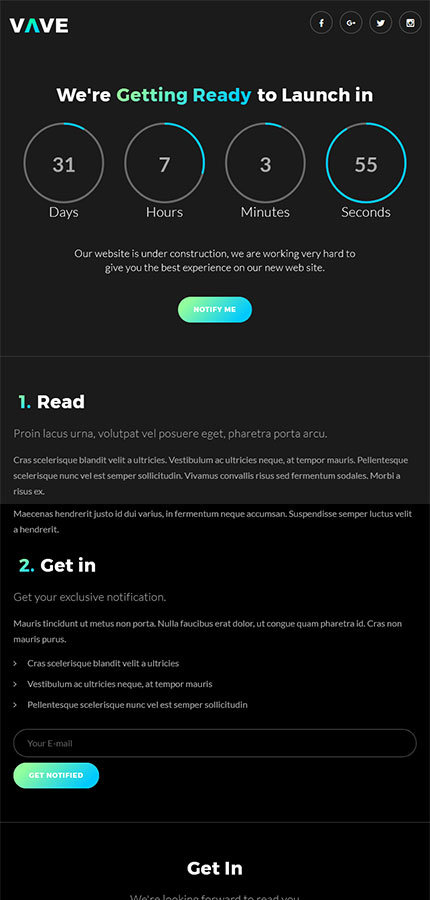 VAVE
We're Getting Ready to Launch in
31 7 3 55
Days Hours Minutes Seconds
Our website is under construction, we are working very hard to
give you the best experience on our new web site.
NOTIFY ME
1. Read
Proin lacus urna, volutpat vel posuere eget, pharetra porta arcu.
Cras scelerisque blandit velit a ultricies. Vestibulum ac ultricies neque, at tempor mauris. Pellentesque
scelerisque nunc vel est semper sollicitudin. Vivamus convallis risus sed fermentum sodales. Morbi a
risus ex.
Maecenas hendrerit justo id dui varius, in fermentum neque accumsan. Suspendisse semper luctus velit
a hendrerit.
2. Get in
Get your exclusive notification.
Mauris tincidunt ut metus non porta. Nulla faucibus erat dolor, ut congue quam pharetra id. Cras non
mauris purus.
Cras scelerisque blandit velit a ultricies
Vestibulum ac ultricies neque, at tempor mauris
Pellentesque scelerisque nunc vel est semper sollicitudin
Your E-mail
GET NOTIFIED
Get In
We're looking forward to read you